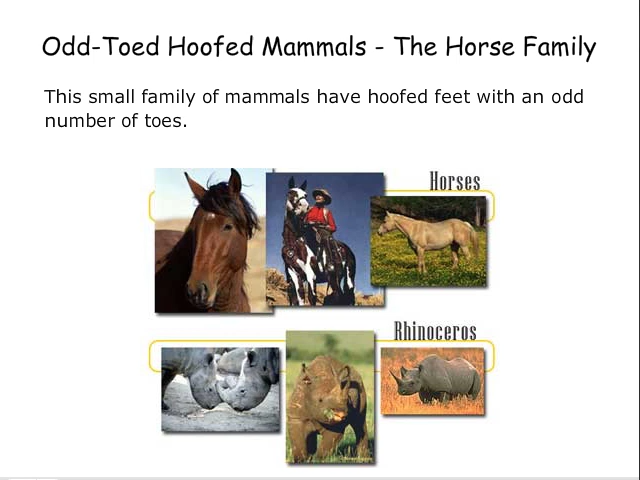 Odd-Toed Hoofed Mammals - The Horse Family
This small family of mammals have hoofed feet with an odd
number of toes.
Horses
Rhinoceros